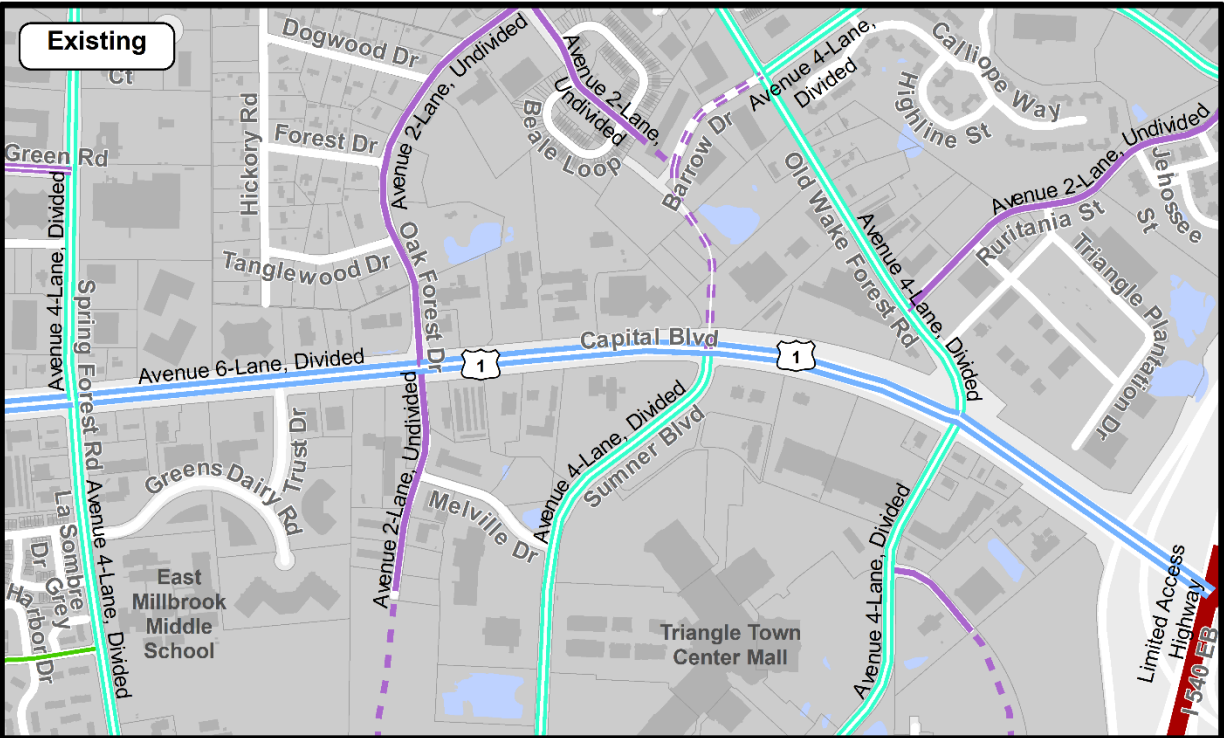 Existing
Ct
Dogwood Dr
Avenue 2-Lane, Undivided
Avenue 2-Lane,
Undivided
Avenue 4-Lane,
Divided
Calliope Way
Highline St
Green Rd
Hickory Rd
Forest Dr
Avenue 2-Lane, Undivided
Beale Loop
Barrow Dr
Old Wake Forest Rd
Avenue 2-Lane, Undivided
Jehossee
St
Ruritania St
Triangle Plantation Dr
Avenue 4-Lane, Divided
Spring Forest Rd
Tanglewood Dr
Oak Forest Dr
Avenue 4-Lane, Divided
Capital Blvd
Avenue 6-Lane, Divided
1
1
Trust Dr
Greens Dairy Rd
Avenue 2-Lane, Undivided
Melville Dr
Avenue 4-Lane, Divided
Sumner Blvd
La Sombre
Grey
Dr
Harbor Dr
Avenue 4-Lane, Divided
East
Millbrook
Middle
School
Triangle Town
Center Mall
Avenue 4-Lane, Divided
Limited Access
Highway
I 540 EB